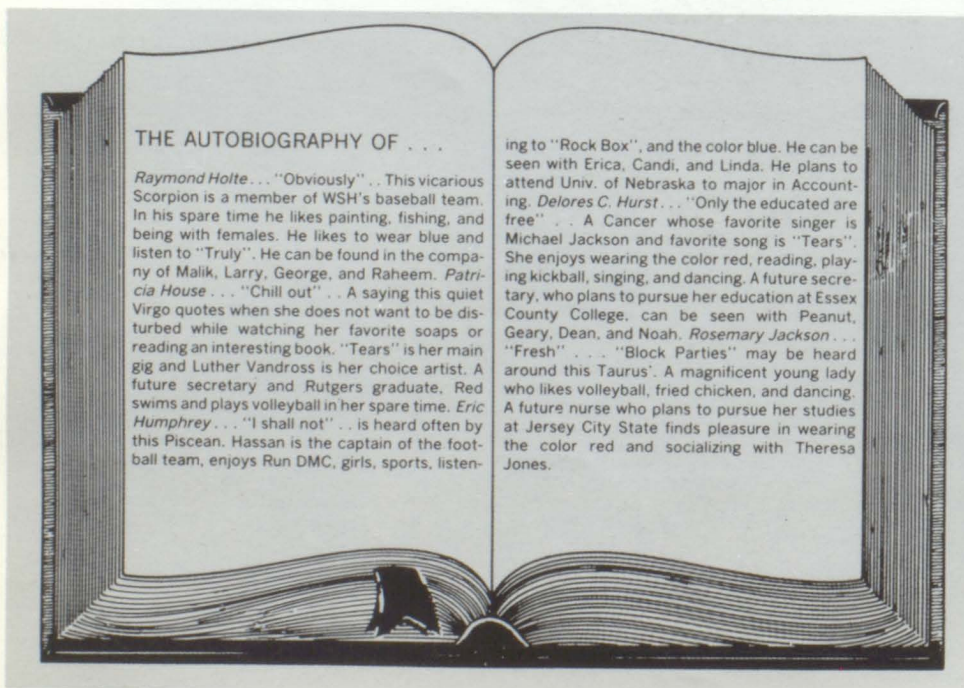 THE AUTOBIOGRAPHY OF . . .
Raymond Holte . . . "Obviously" . . This vicarious
Scorpion is a member of WSH's baseball team.
In his spare time he likes painting, fishing, and
being with females. He likes to wear blue and
listen to "Truly". He can be found in the compa-
ny of Malik, Larry, George, and Raheem. Patri-
cia House . . . "Chill out" . . A saying this quiet
Virgo quotes when she does not want to be dis-
turbed while watching her favorite soaps or
reading an interesting book. "Tears" is her main
gig and Luther Vandross is her choice artist. A
future secretary and Rutgers graduate, Red
swims and plays volleyball in her spare time. Eric
Humphrey . . . "I shall not" . . is heard often by
this Piscean. Hassan is the captain of the foot-
ball team, enjoys Run DMC, girls, sports, listen-
ing to "Rock Box", and the color blue. He can be
seen with Erica, Candi, and Linda. He plans to
attend Univ. of Nebraska to major in Account-
ing. Delores C. Hurst . . . "Only the educated are
free" . . A Cancer whose favorite singer is
Michael Jackson and favorite song is "Tears".
She enjoys wearing the color red, reading, play-
ing kickball, singing, and dancing. A future secre-
tary, who plans to pursue her education at Essex
County College, can be seen with Peanut,
Geary, Dean, and Noah. Rosemary Jackson . . .
"Fresh" . . . "Block Parties" may be heard
around this Taurus'. A magnificent young lady
who likes volleyball, fried chicken, and dancing.
A future nurse who plans to pursue her studies
at Jersey City State finds pleasure in wearing
the color red and socializing with Theresa
Jones.